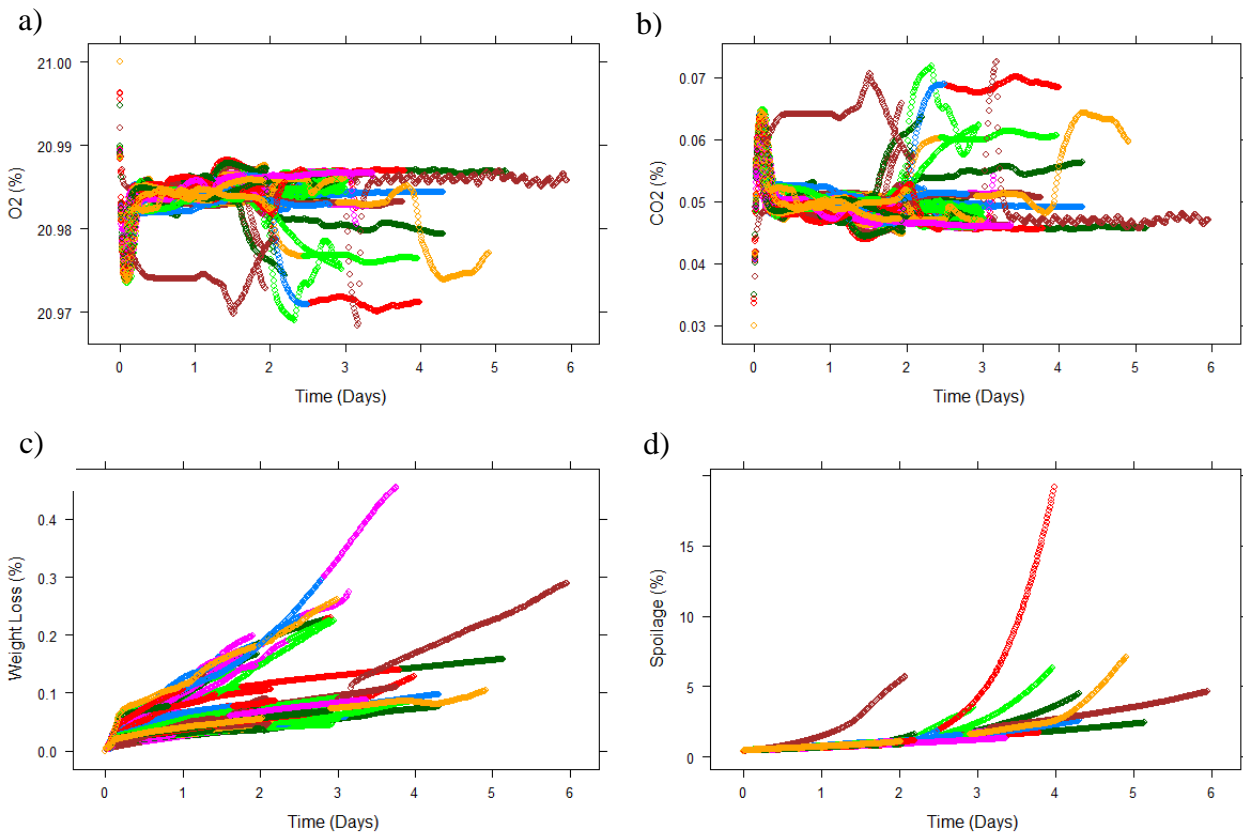 a)
O2 (%)
21.00
20.99
20.98
20.97
0 1 2 3 4 5 6
Time (Days)
b)
CO2 (%)
0.07
0.06
0.05
0.04
0.03
0 1 2 3 4 5 6
Time (Days)
c)
Weight Loss (%)
0.4
0.3
0.2
0.1
0.0
0 1 2 3 4 5 6
Time (Days)
d)
Spoilage (%)
15
10
5
0
0 1 2 3 4 5 6
Time (Days)